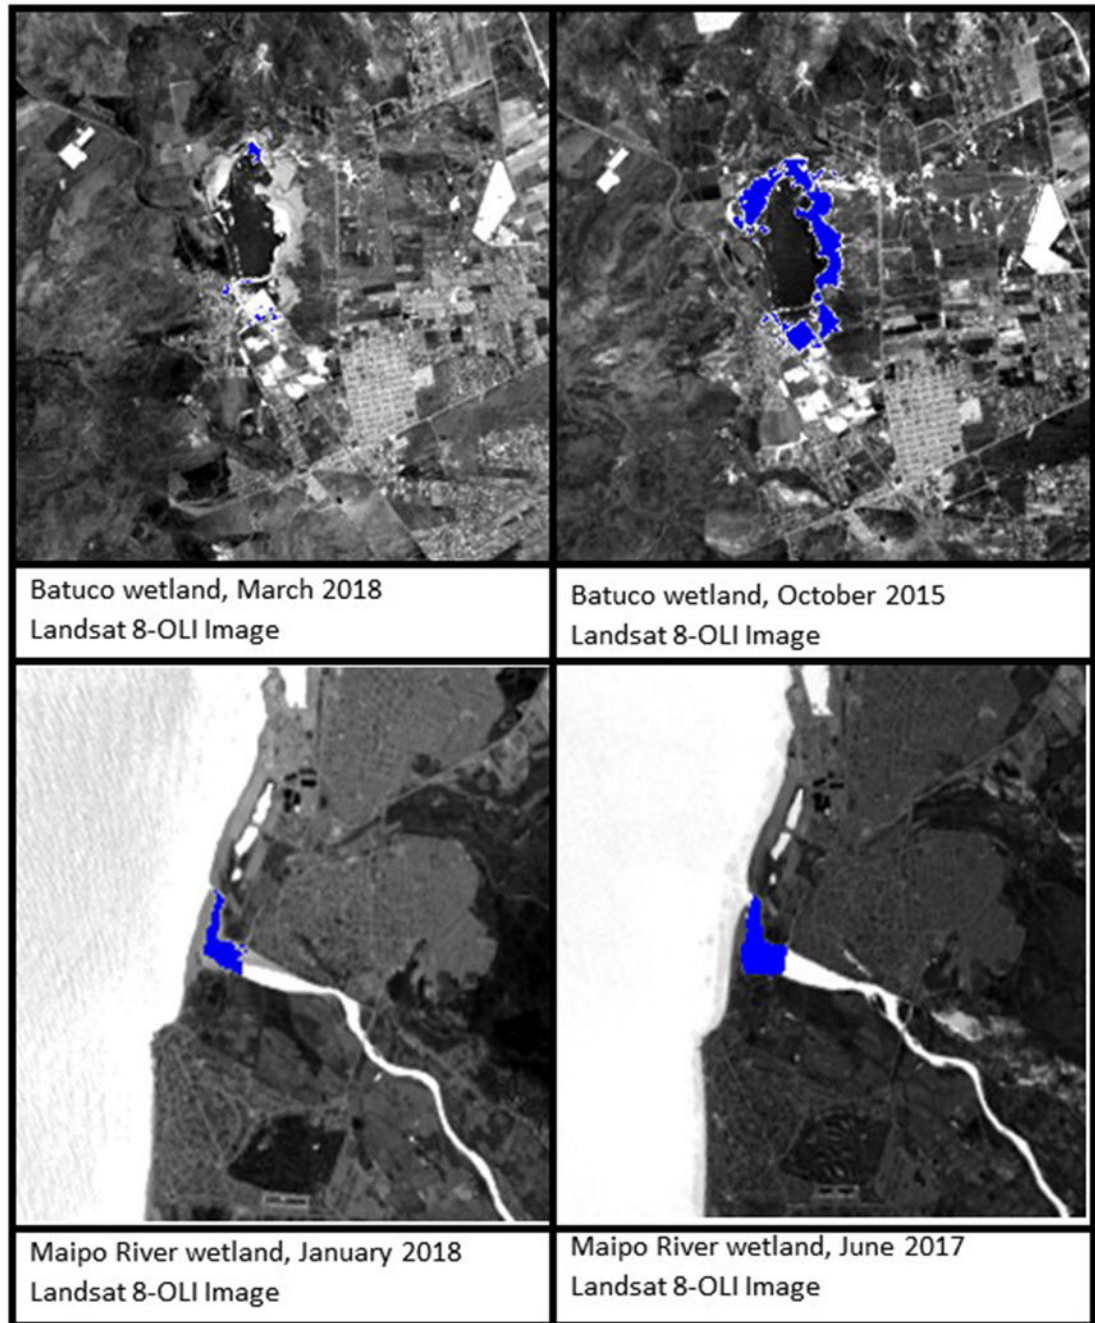 Batuco wetland, March 2018
Landsat 8-OLI Image
Batuco wetland, October 2015
Landsat 8-OLI Image
Maipo River wetland, January 2018
Landsat 8-OLI Image
Maipo River wetland, June 2017
Landsat 8-OLI Image